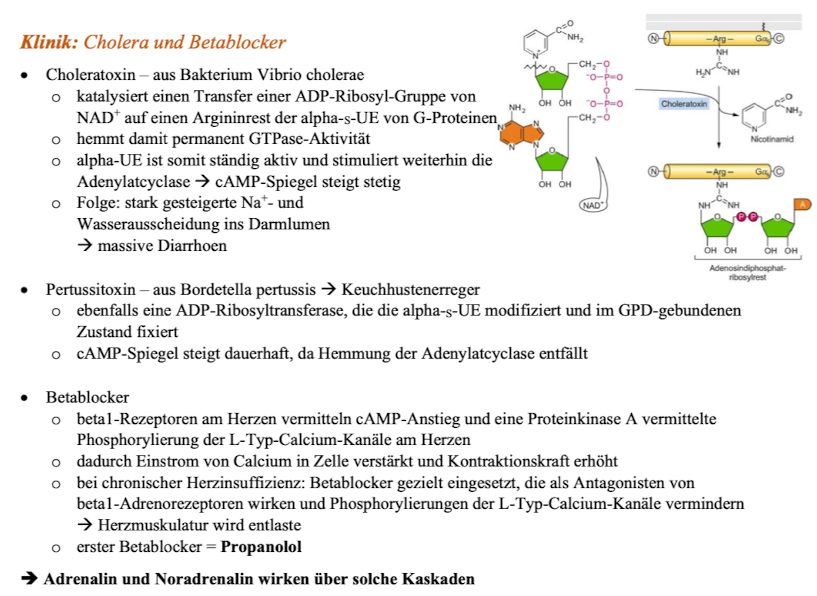 Klinik: Cholera und Betablocker
• Choleratoxin – aus Bakterium Vibrio cholerae
o katalysiert einen Transfer einer ADP-Ribosyl-Gruppe von
NAD⁺ auf einen Argininrest der alpha-s-UE von G-Proteinen
o hemmt damit permanent GTPase-Aktivität
o alpha-UE ist somit ständig aktiv und stimuliert weiterhin die
Adenylatcyclase → cAMP-Spiegel steigt stetig
o Folge: stark gesteigerte Na⁺- und
Wasserausscheidung ins Darmlumen
→ massive Diarrhoen
O
NH₂
N⁺
CH₂–O
O
⁻O–P=O
O
⁻O–P=O
CH₂–O
OH OH
NH₂
N
N
N
N
O
OH OH
NAD⁺
N
–Arg–
Gαs
C
NH
C
H₂N
NH
Choleratoxin
O
NH₂
N
Nicotinamid
N
–Arg–
Gαs
C
NH
C
NH
NH
O
P
P
O
A
OH OH
OH OH
Adenosindiphosphat-
ribosylrest
• Pertussitoxin – aus Bordetella pertussis → Keuchhustenerreger
o ebenfalls eine ADP-Ribosyltransferase, die die alpha-s-UE modifiziert und im GPD-gebundenen
Zustand fixiert
o cAMP-Spiegel steigt dauerhaft, da Hemmung der Adenylatcyclase entfällt
• Betablocker
o beta1-Rezeptoren am Herzen vermitteln cAMP-Anstieg und eine Proteinkinase A vermittelte
Phosphorylierung der L-Typ-Calcium-Kanäle am Herzen
o dadurch Einstrom von Calcium in Zelle verstärkt und Kontraktionskraft erhöht
o bei chronischer Herzinsuffizienz: Betablocker gezielt eingesetzt, die als Antagonisten von
beta1-Adrenorezeptoren wirken und Phosphorylierungen der L-Typ-Calcium-Kanäle vermindern
→ Herzmuskulatur wird entlaste
o erster Betablocker = Propanolol
→ Adrenalin und Noradrenalin wirken über solche Kaskaden